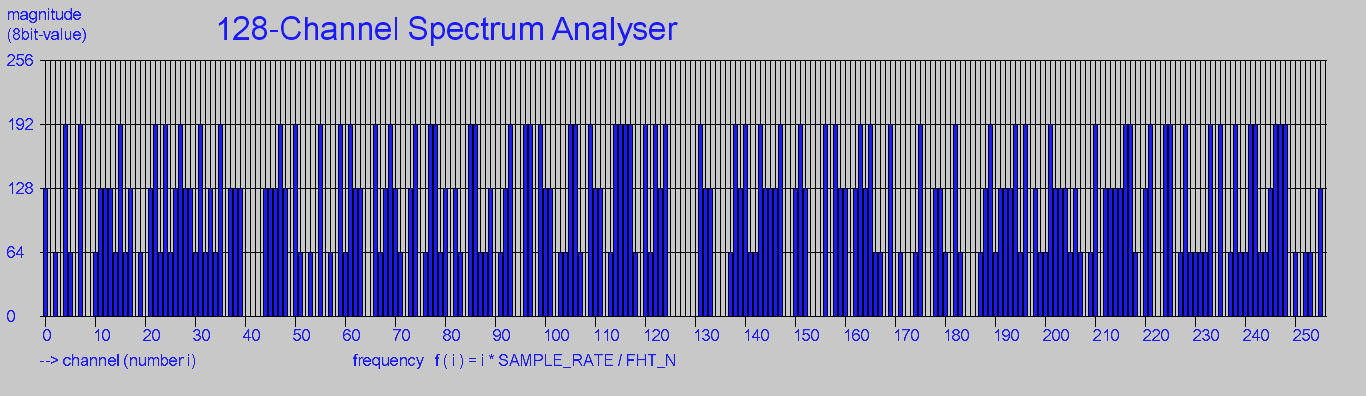 magnitude
(8bit-value)
128-Channel Spectrum Analyser
256
192
128
64
0
0 10 20 30 40 50 60 70 80 90 100 110 120 130 140 150 160 170 180 190 200 210 220 230 240 250
--> channel (number i)
frequency f ( i ) = i * SAMPLE_RATE / FHT_N